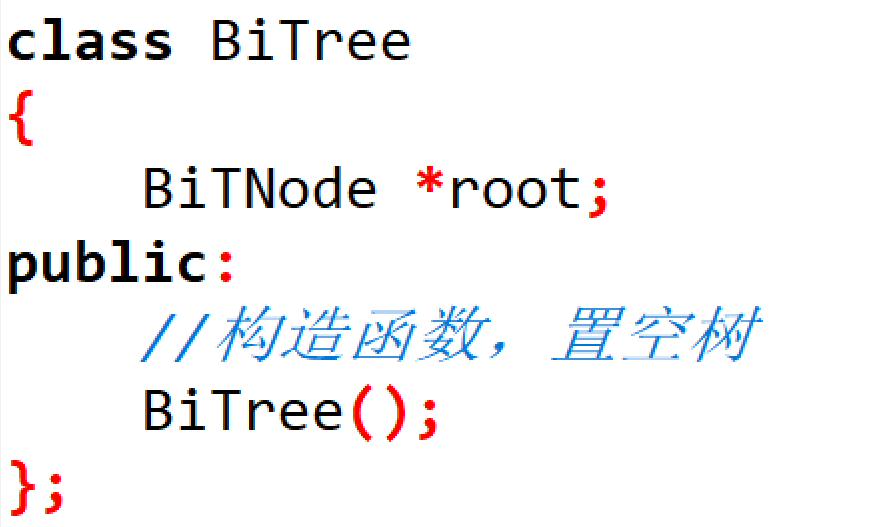 class BiTree
{
    BiTNode *root;
public:
    //构造函数，置空树
    BiTree();
};